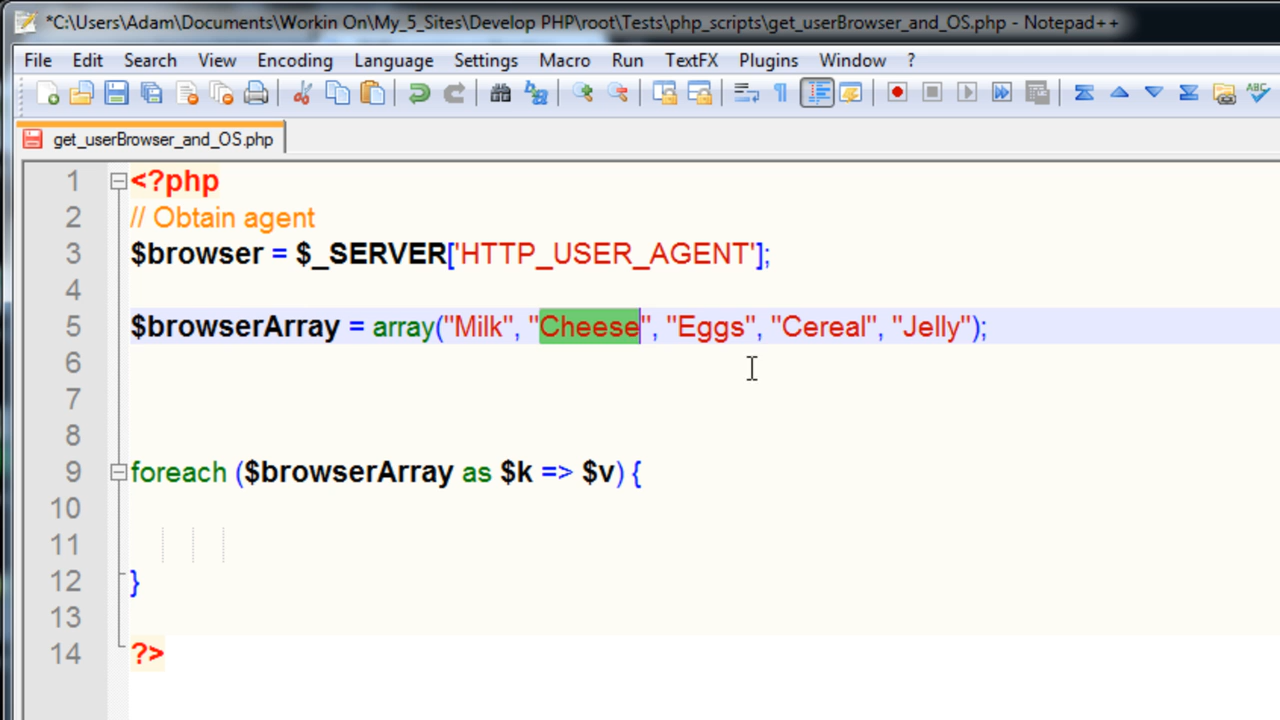 *C:\Users\Adam\Documents\Workin On\My_5_Sites\Develop PHP\root\Tests\php_scripts\get_userBrowser_and_OS.php - Notepad++
File Edit Search View Encoding Language Settings Macro Run TextFX Plugins Window ?
ABC
get_userBrowser_and_OS.php
1 <?php
2 // Obtain agent
3 $browser = $_SERVER['HTTP_USER_AGENT'];
4
5 $browserArray = array("Milk", "Cheese", "Eggs", "Cereal", "Jelly");
6
7
8
9 foreach ($browserArray as $k => $v) {
10
11
12 }
13
14 ?>